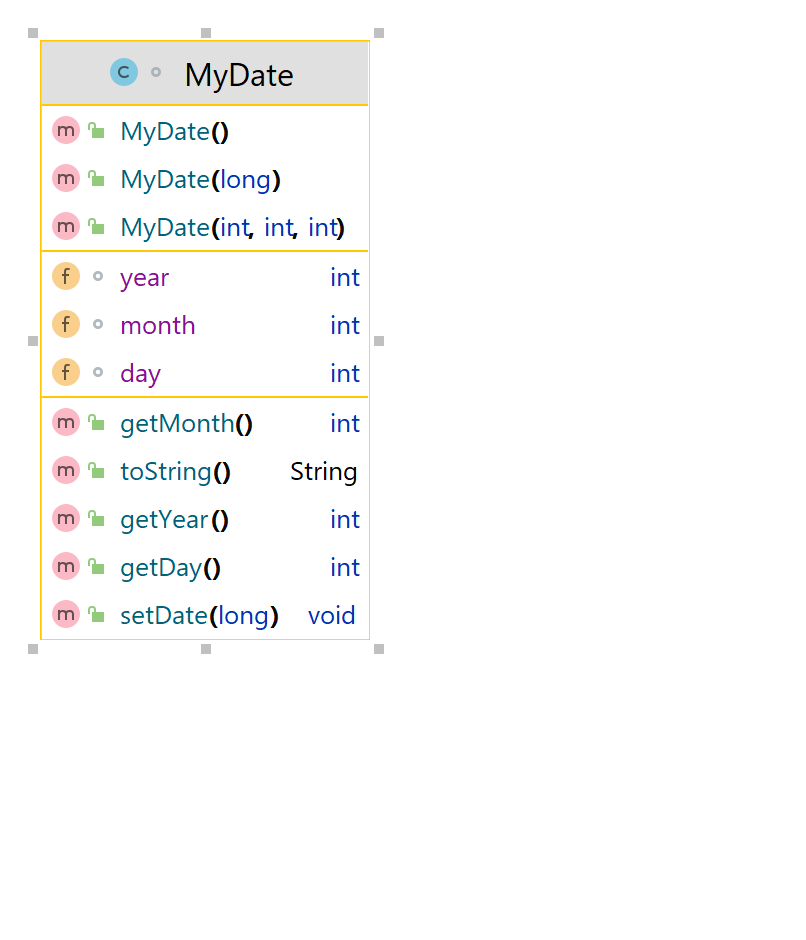 C MyDate
m MyDate()
m MyDate(long)
m MyDate(int, int, int)
f year int
f month int
f day int
m getMonth() int
m toString() String
m getYear() int
m getDay() int
m setDate(long) void